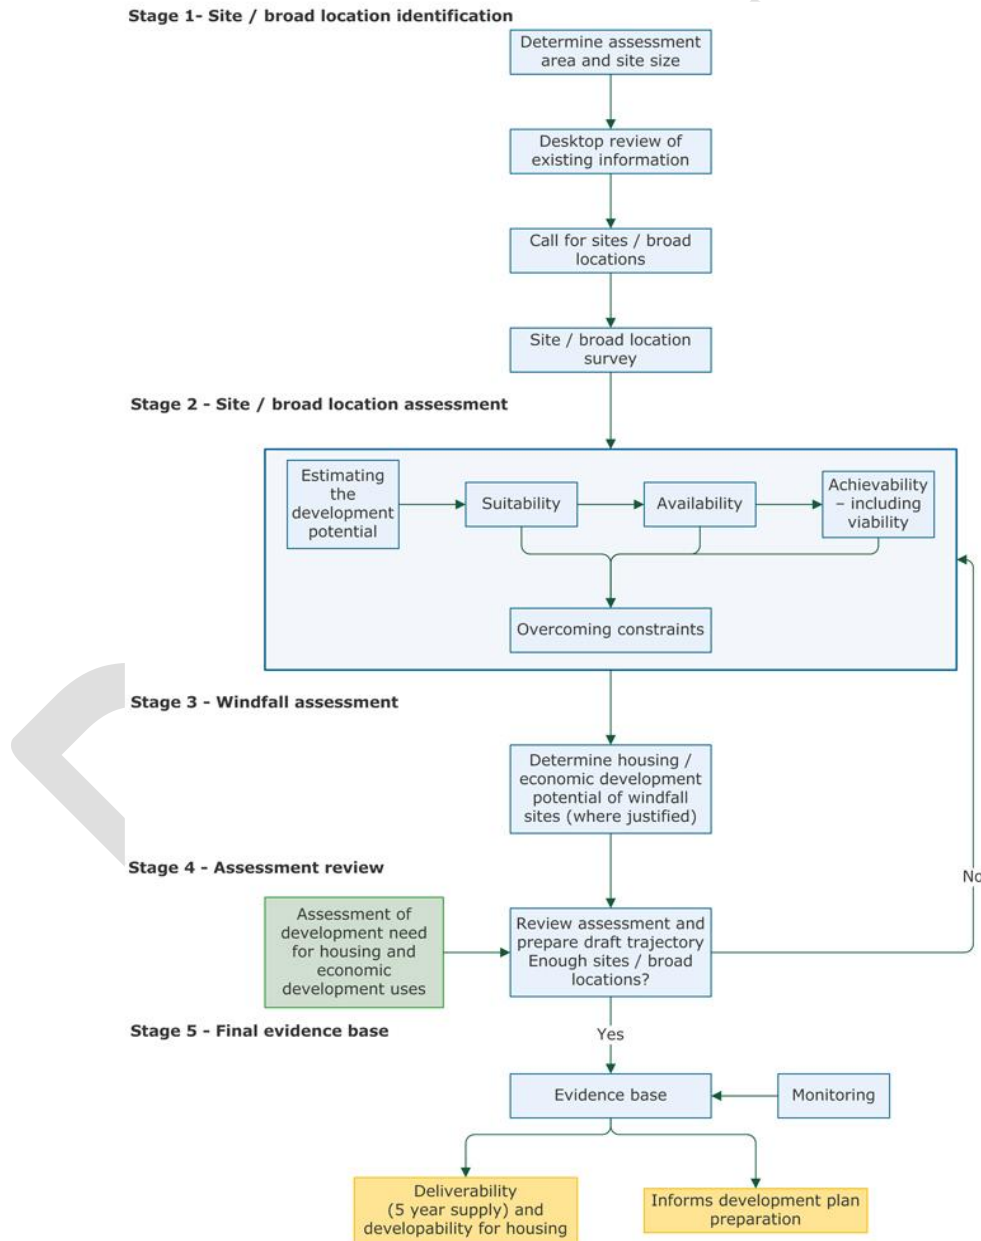 Stage 1- Site / broad location identification
Determine assessment
area and site size
Desktop review of
existing information
Call for sites / broad
locations
Site / broad location
survey
Stage 2 - Site / broad location assessment
Estimating
the
development
potential
Suitability
Availability
Achievability
– including
viability
Overcoming constraints
Stage 3 - Windfall assessment
Determine housing /
economic development
potential of windfall
sites (where justified)
Stage 4 - Assessment review
No
Assessment of
development need
for housing and
economic
development uses
Review assessment and
prepare draft trajectory
Enough sites / broad
locations?
Stage 5 - Final evidence base
Yes
Evidence base
Monitoring
Deliverability
(5 year supply) and
developability for housing
Informs development plan
preparation